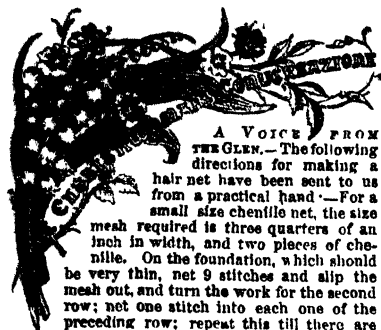 A VOICE FROM
THE GLEN.—The following
directions for making a
hair net have been sent to us
from a practical hand·—For a
small size chenille net, the size
mesh required is three quarters of an
inch in width, and two pieces of che-
nille. On the foundation, which should
be very thin, net 9 stitches and slip the
mesh out, and turn the work for the second
row; net one stitch into each one of the
preceding row; repeat this till there are